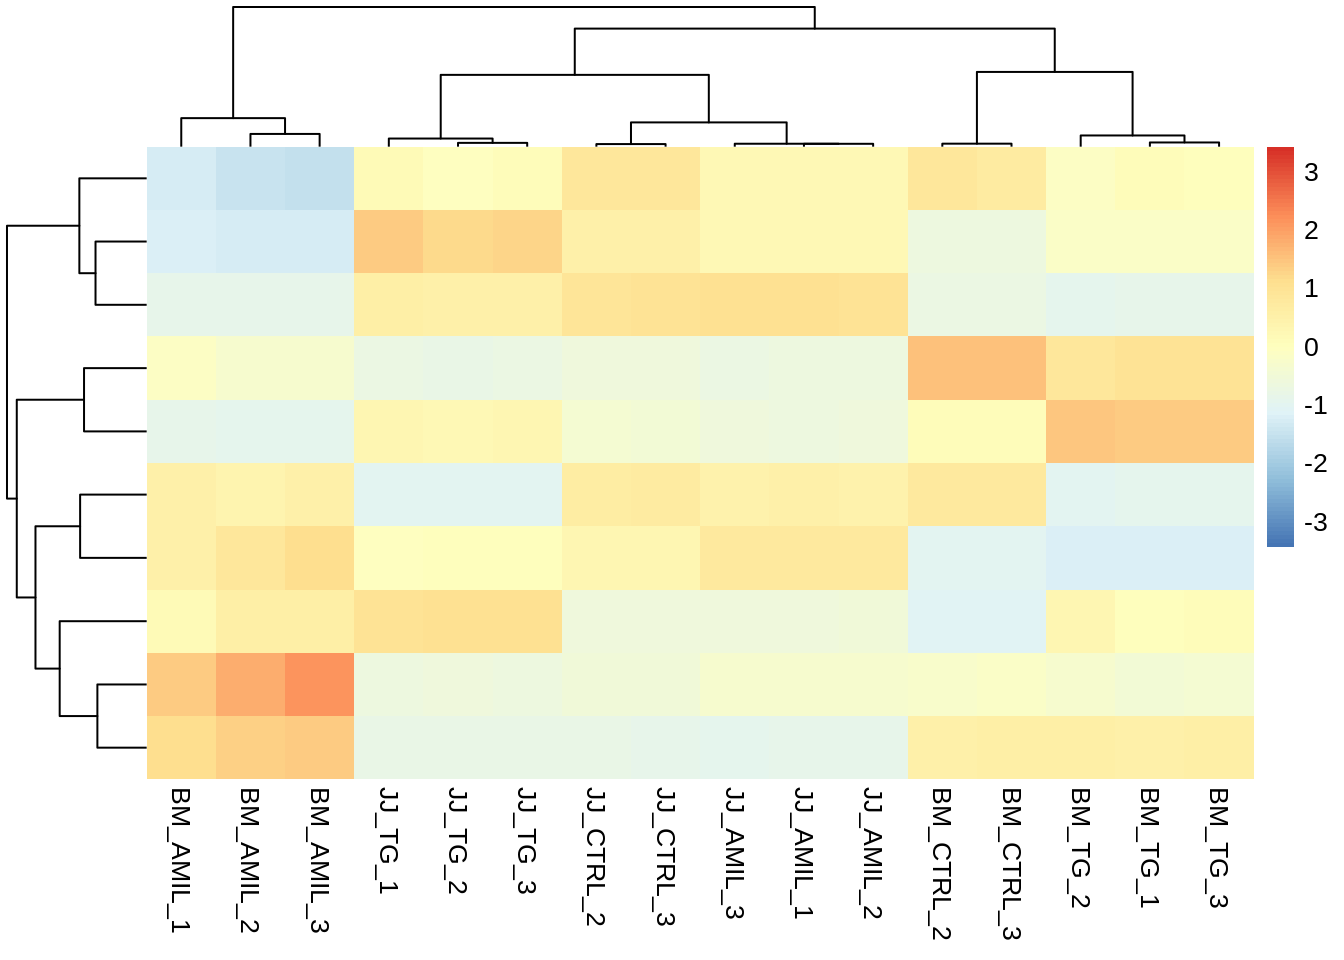 3
2
1
0
-1
-2
-3
BM_AMIL_1
BM_AMIL_2
BM_AMIL_3
JJ_TG_1
JJ_TG_2
JJ_TG_3
JJ_CTRL_2
JJ_CTRL_3
JJ_AMIL_3
JJ_AMIL_1
JJ_AMIL_2
BM_CTRL_2
BM_CTRL_3
BM_TG_2
BM_TG_1
BM_TG_3